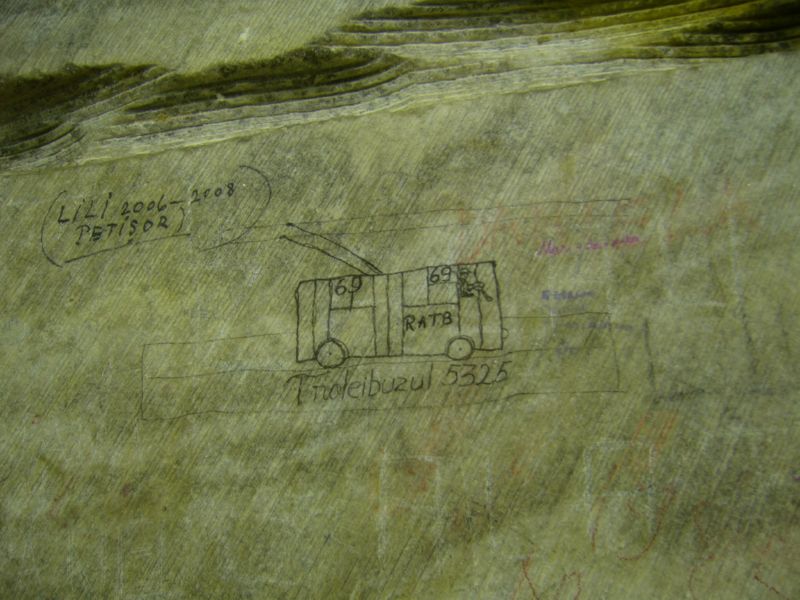 LiLi 2006-2008
PETIȘOR
69
69
RATB
Troleibuzul 5325